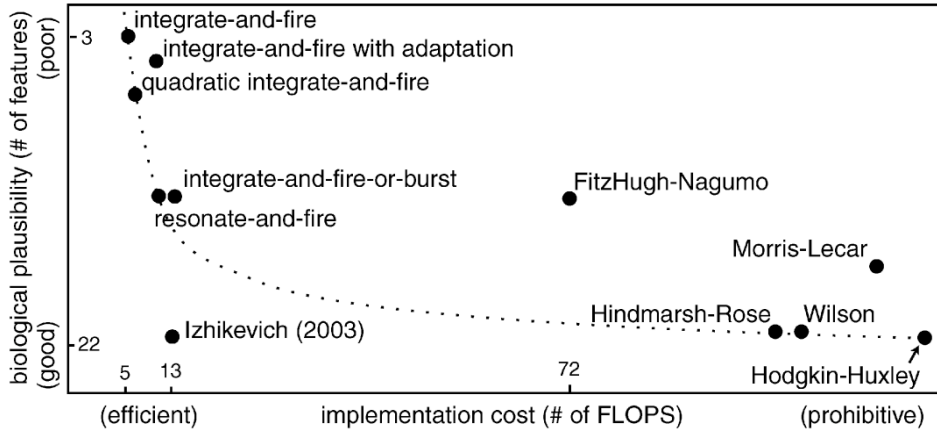 biological plausibility (# of features)
(good)
(poor)
3
22
integrate-and-fire
integrate-and-fire with adaptation
quadratic integrate-and-fire
integrate-and-fire-or-burst
resonate-and-fire
FitzHugh-Nagumo
Morris-Lecar
Hindmarsh-Rose
Wilson
Izhikevich (2003)
Hodgkin-Huxley
5
13
72
(efficient)
implementation cost (# of FLOPS)
(prohibitive)